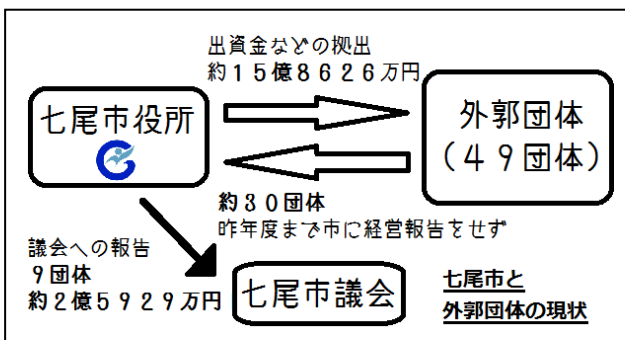 出資金などの拠出
約15億8626万円
七尾市役所
外郭団体
(49団体)
約30団体
昨年度まで市に経営報告をせず
議会への報告
9団体
約2億5929万円
七尾市議会
七尾市と
外郭団体の現状